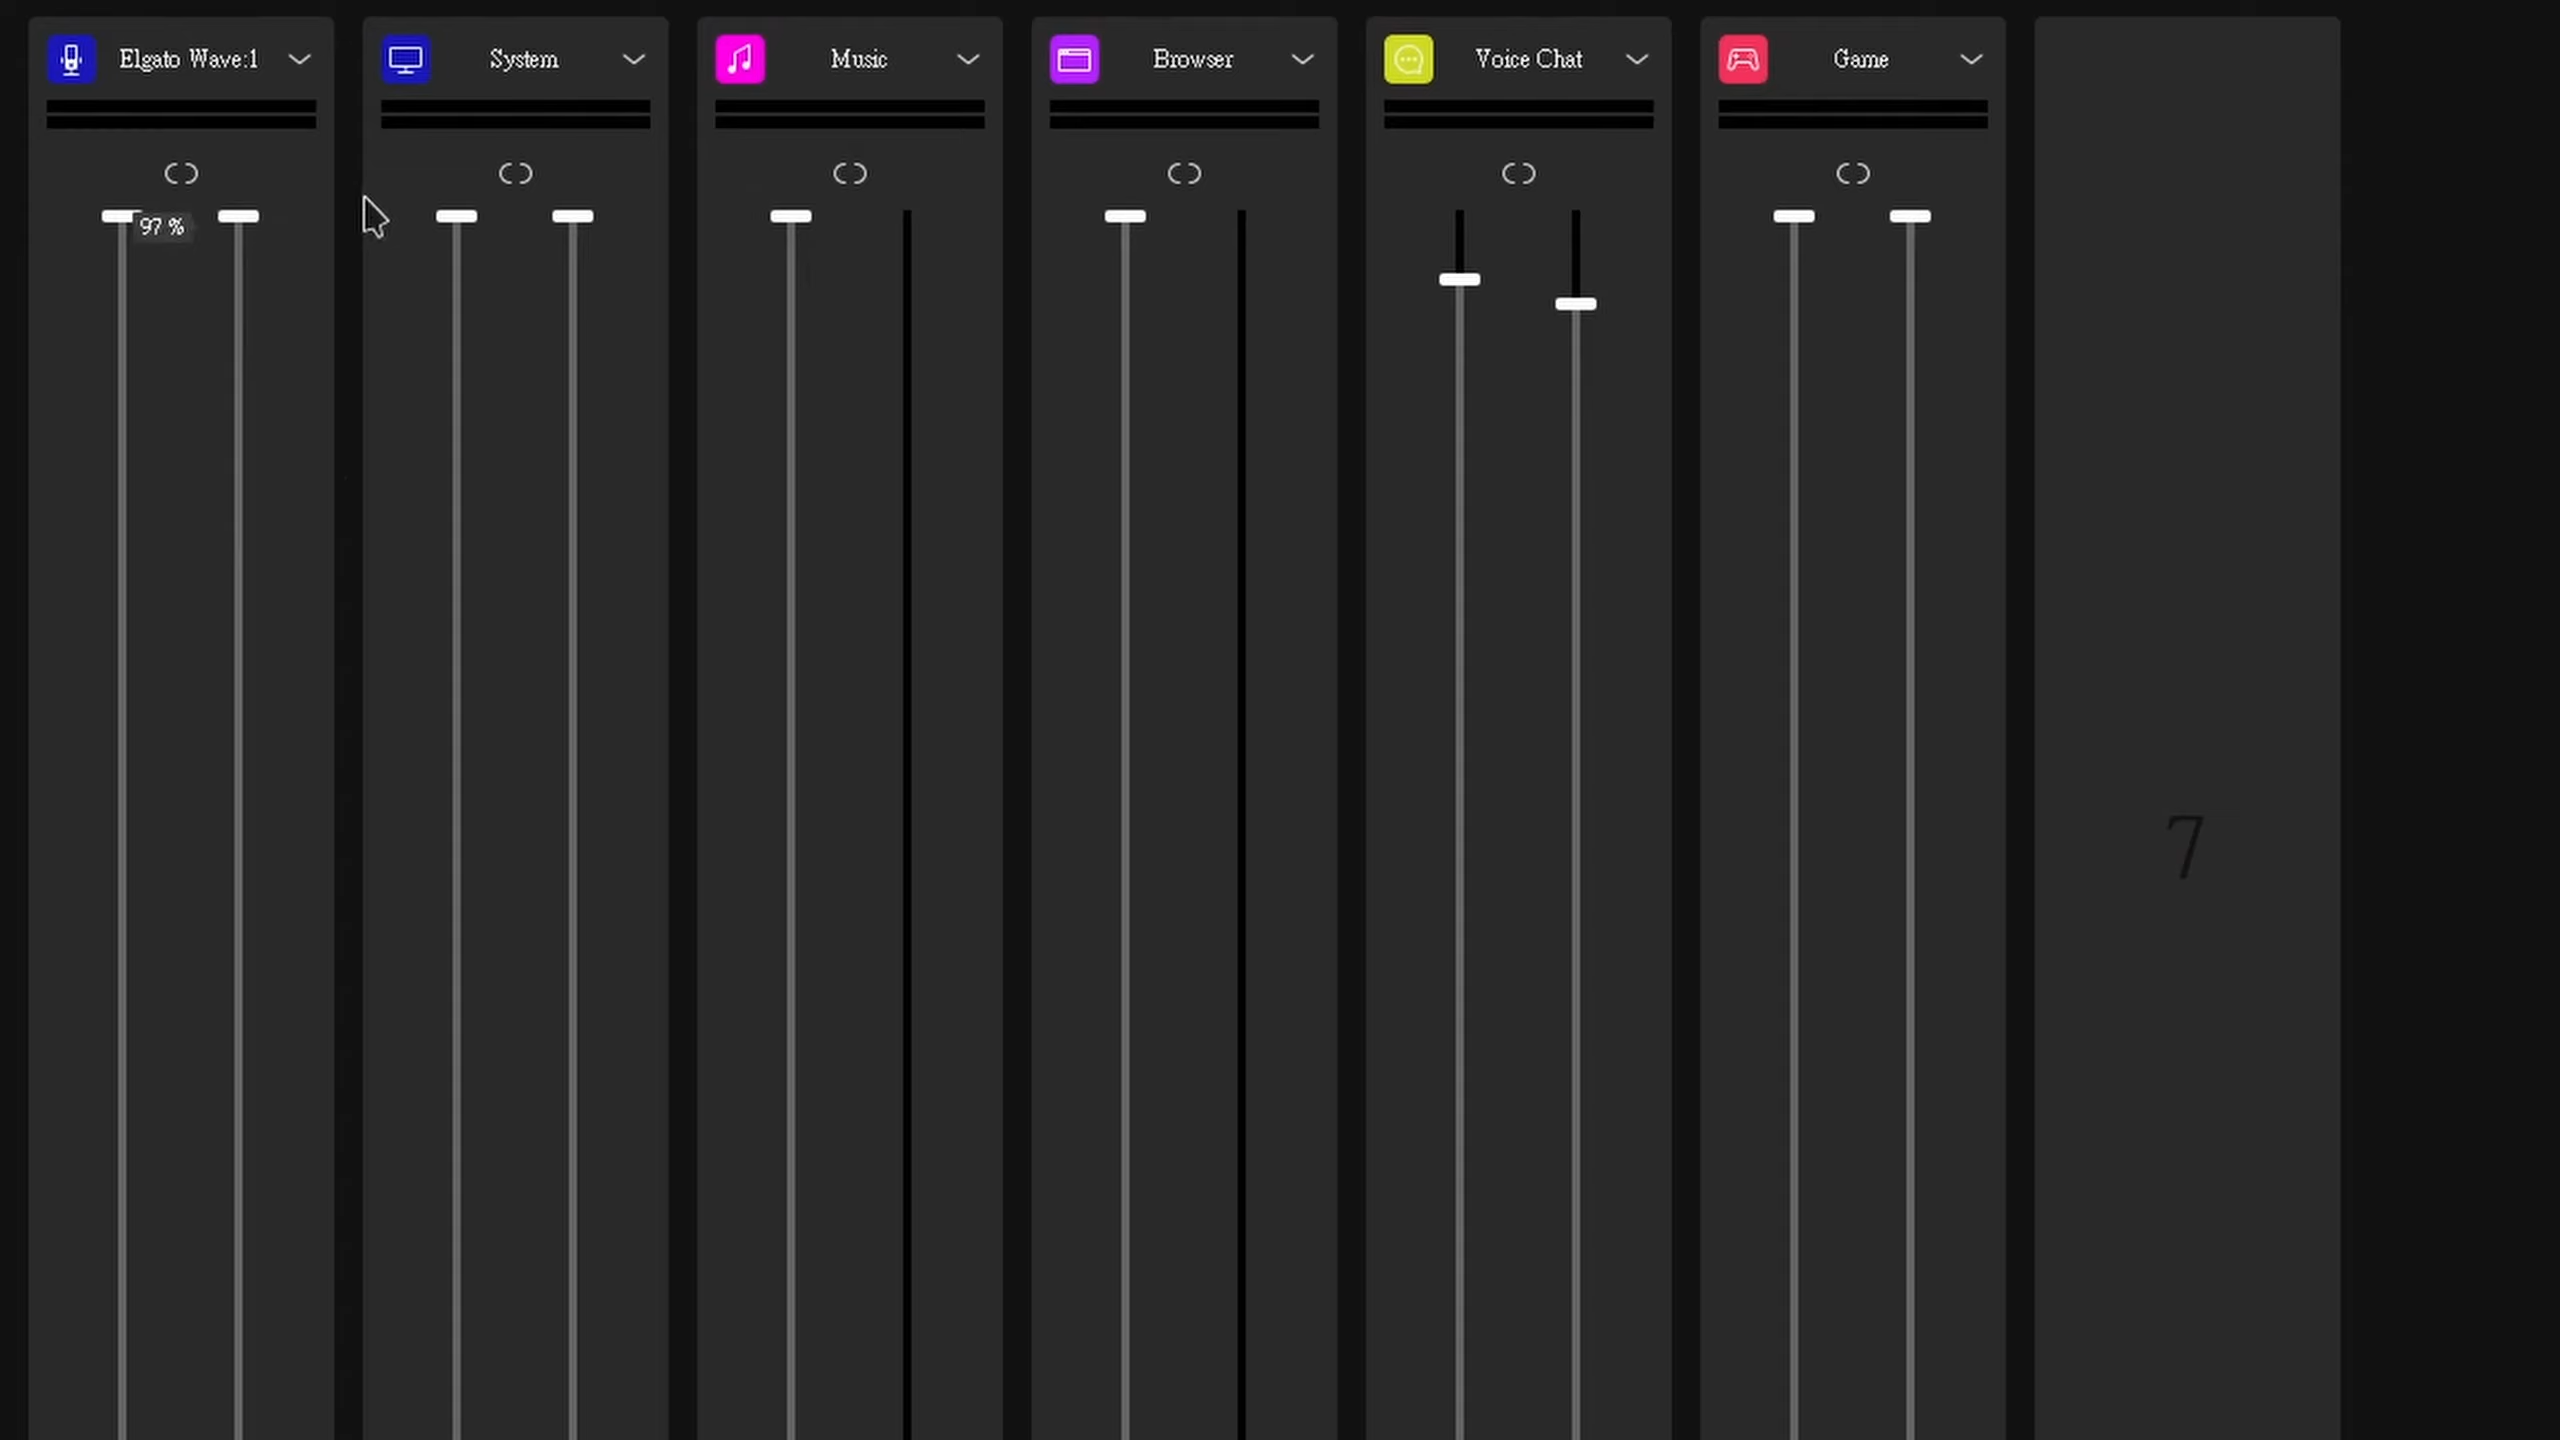 Elgato Wave:1
System
Music
Browser
Voice Chat
Game
97 %
7